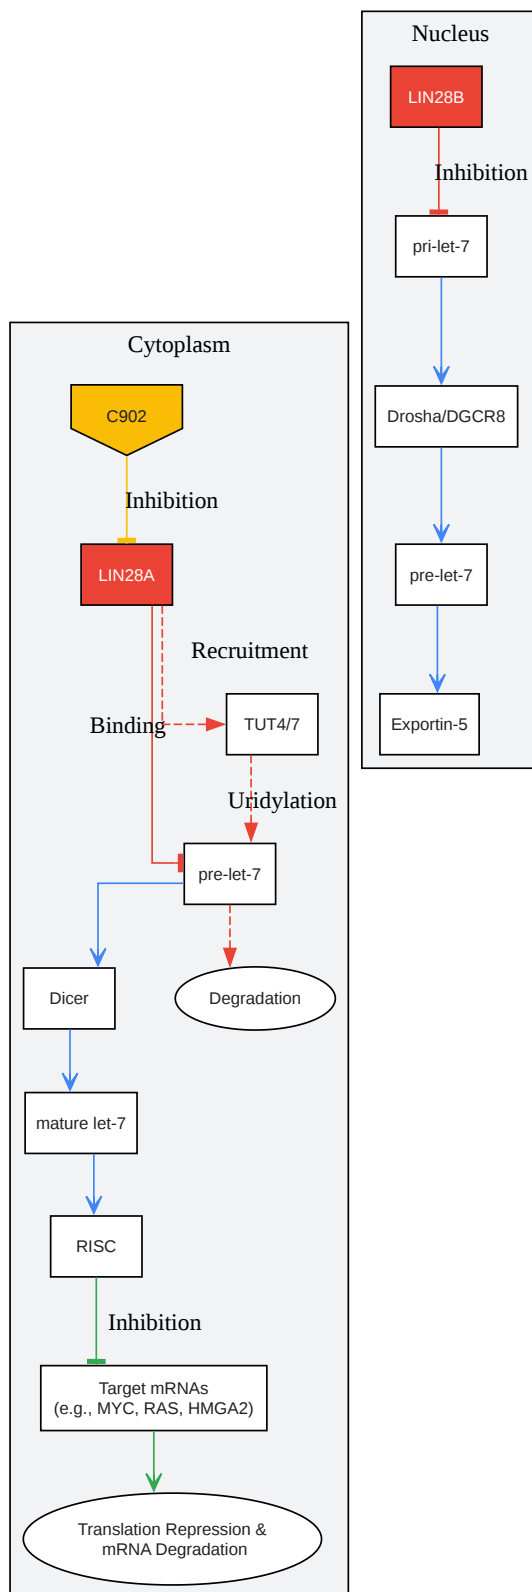 Nucleus
LIN28B
Inhibition
pri-let-7
Drosha/DGCR8
pre-let-7
Exportin-5
Cytoplasm
C902
Inhibition
LIN28A
Recruitment
Binding
TUT4/7
Uridylation
pre-let-7
Dicer
Degradation
mature let-7
RISC
Inhibition
Target mRNAs
(e.g., MYC, RAS, HMGA2)
Translation Repression &
mRNA Degradation